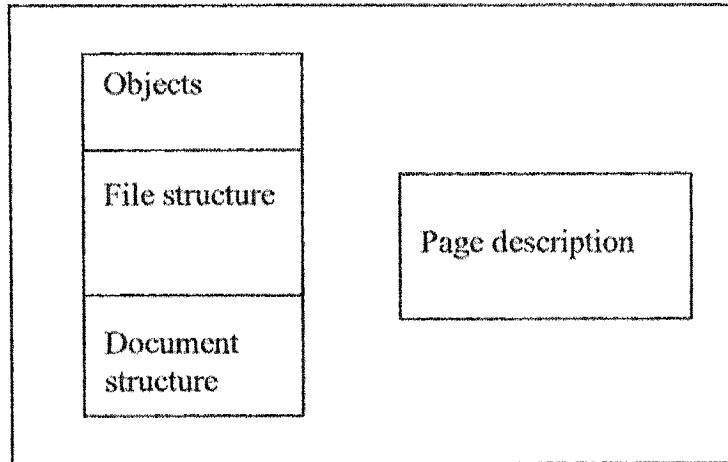 Objects
File structure
Page description
Document
structure